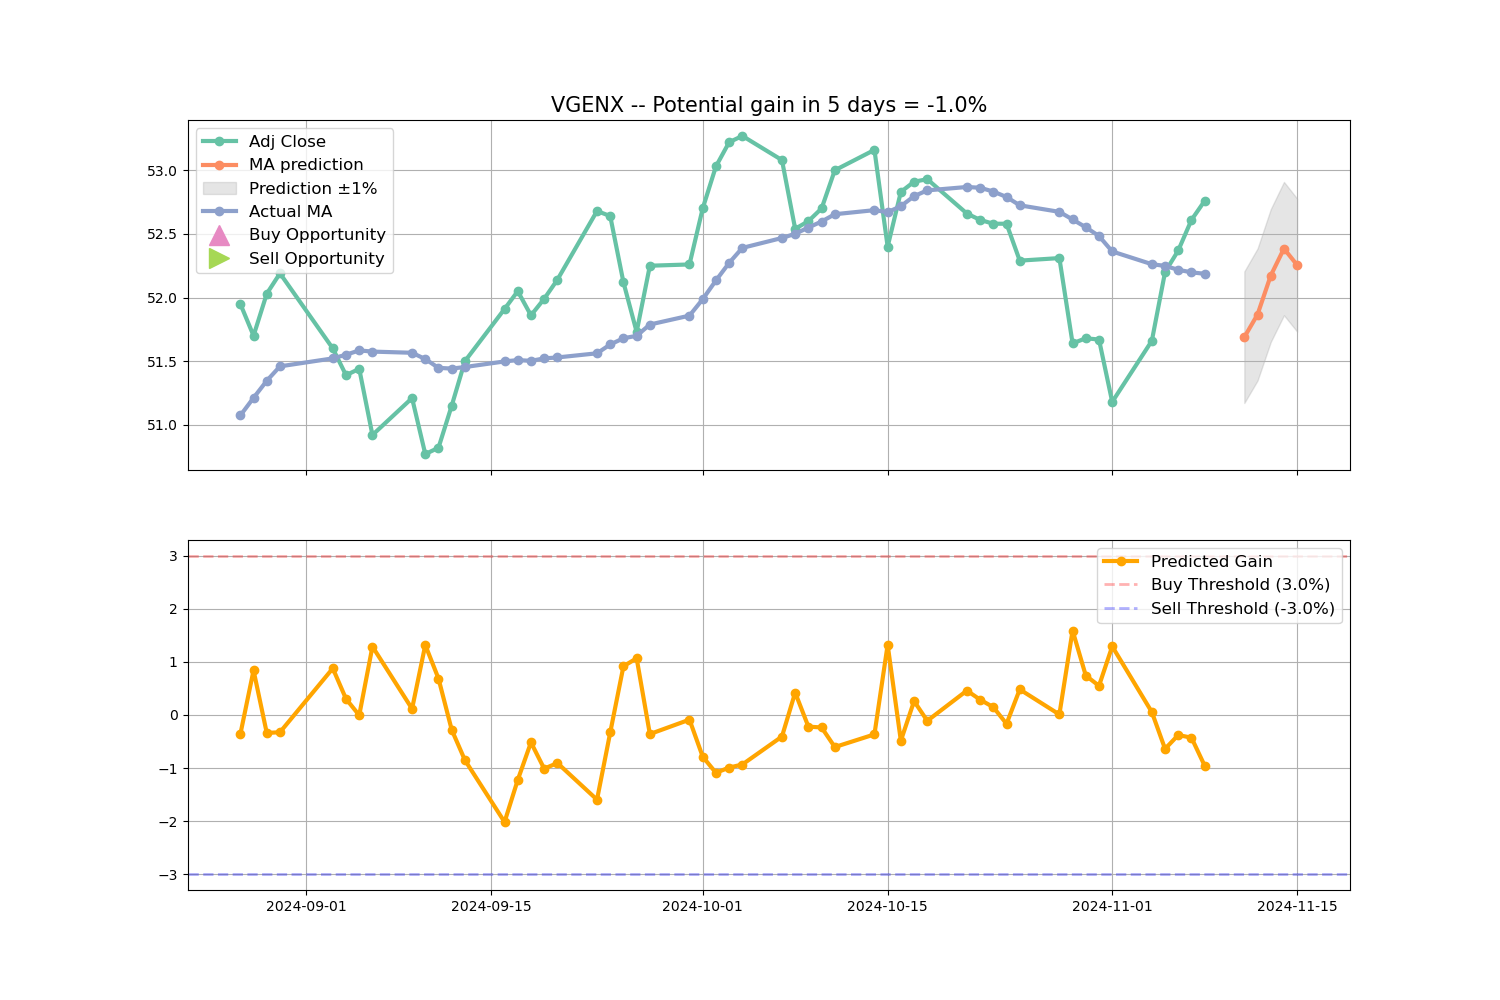 VGENX -- Potential gain in 5 days = -1.0%
Adj Close
MA prediction
Prediction ±1%
Actual MA
Buy Opportunity
Sell Opportunity
53.0
52.5
52.0
51.5
51.0
Predicted Gain
Buy Threshold (3.0%)
Sell Threshold (-3.0%)
3
2
1
0
−1
−2
−3
2024-09-01
2024-09-15
2024-10-01
2024-10-15
2024-11-01
2024-11-15